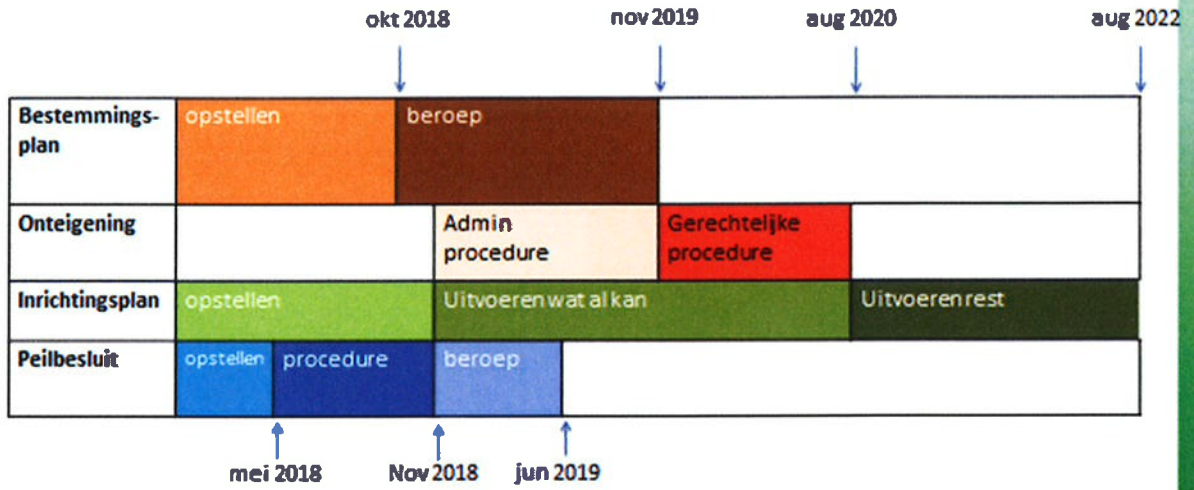 okt 2018
nov 2019
aug 2020
aug 2022
Bestemmings-
plan
opstellen
beroep
Onteigening
Admin
procedure
Gerechtelijke
procedure
Inrichtingsplan
opstellen
Uitvoeren wat al kan
Uitvoeren rest
Peilbesluit
opstellen
procedure
beroep
mei 2018
Nov 2018
jun 2019